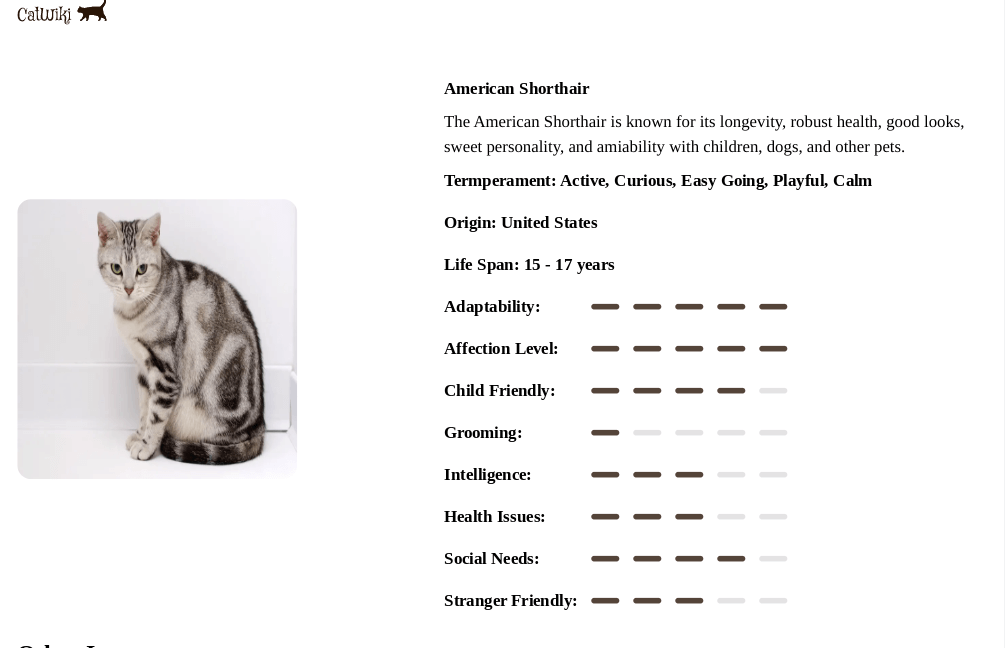 CatWiki
American Shorthair
The American Shorthair is known for its longevity, robust health, good looks,
sweet personality, and amiability with children, dogs, and other pets.
Termperament: Active, Curious, Easy Going, Playful, Calm
Origin: United States
Life Span: 15 - 17 years
Adaptability:
Affection Level:
Child Friendly:
Grooming:
Intelligence:
Health Issues:
Social Needs:
Stranger Friendly: